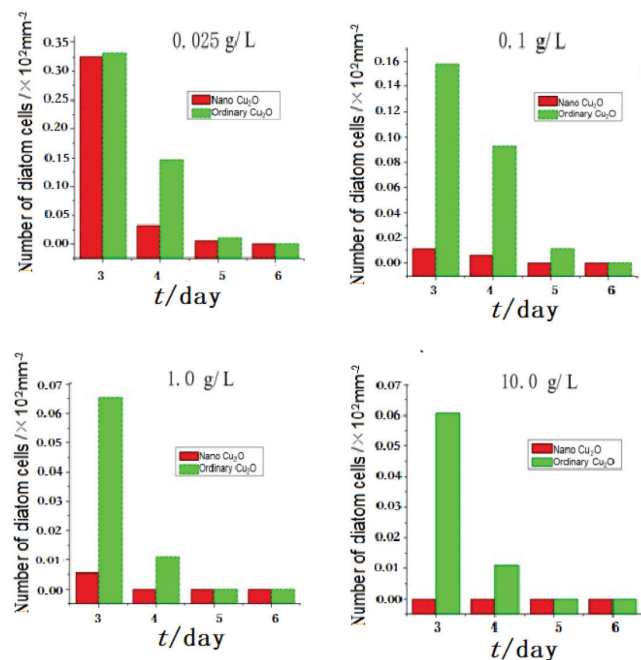 0.025 g/L
Number of diatom cells /×10²mm⁻²
0.35
0.30
0.25
0.20
0.15
0.10
0.05
0.00
Nano Cu₂O
Ordinary Cu₂O
3 4 5 6
t/day
0.1 g/L
Number of diatom cells /×10²mm⁻²
0.16
0.14
0.12
0.10
0.08
0.06
0.04
0.02
0.00
Nano Cu₂O
Ordinary Cu₂O
3 4 5 6
t/day
1.0 g/L
Number of diatom cells /×10²mm⁻²
0.07
0.06
0.05
0.04
0.03
0.02
0.01
0.00
Nano Cu₂O
Ordinary Cu₂O
3 4 5 6
t/day
10.0 g/L
Number of diatom cells /×10²mm⁻²
0.07
0.06
0.05
0.04
0.03
0.02
0.01
0.00
Nano Cu₂O
Ordinary Cu₂O
3 4 5 6
t/day